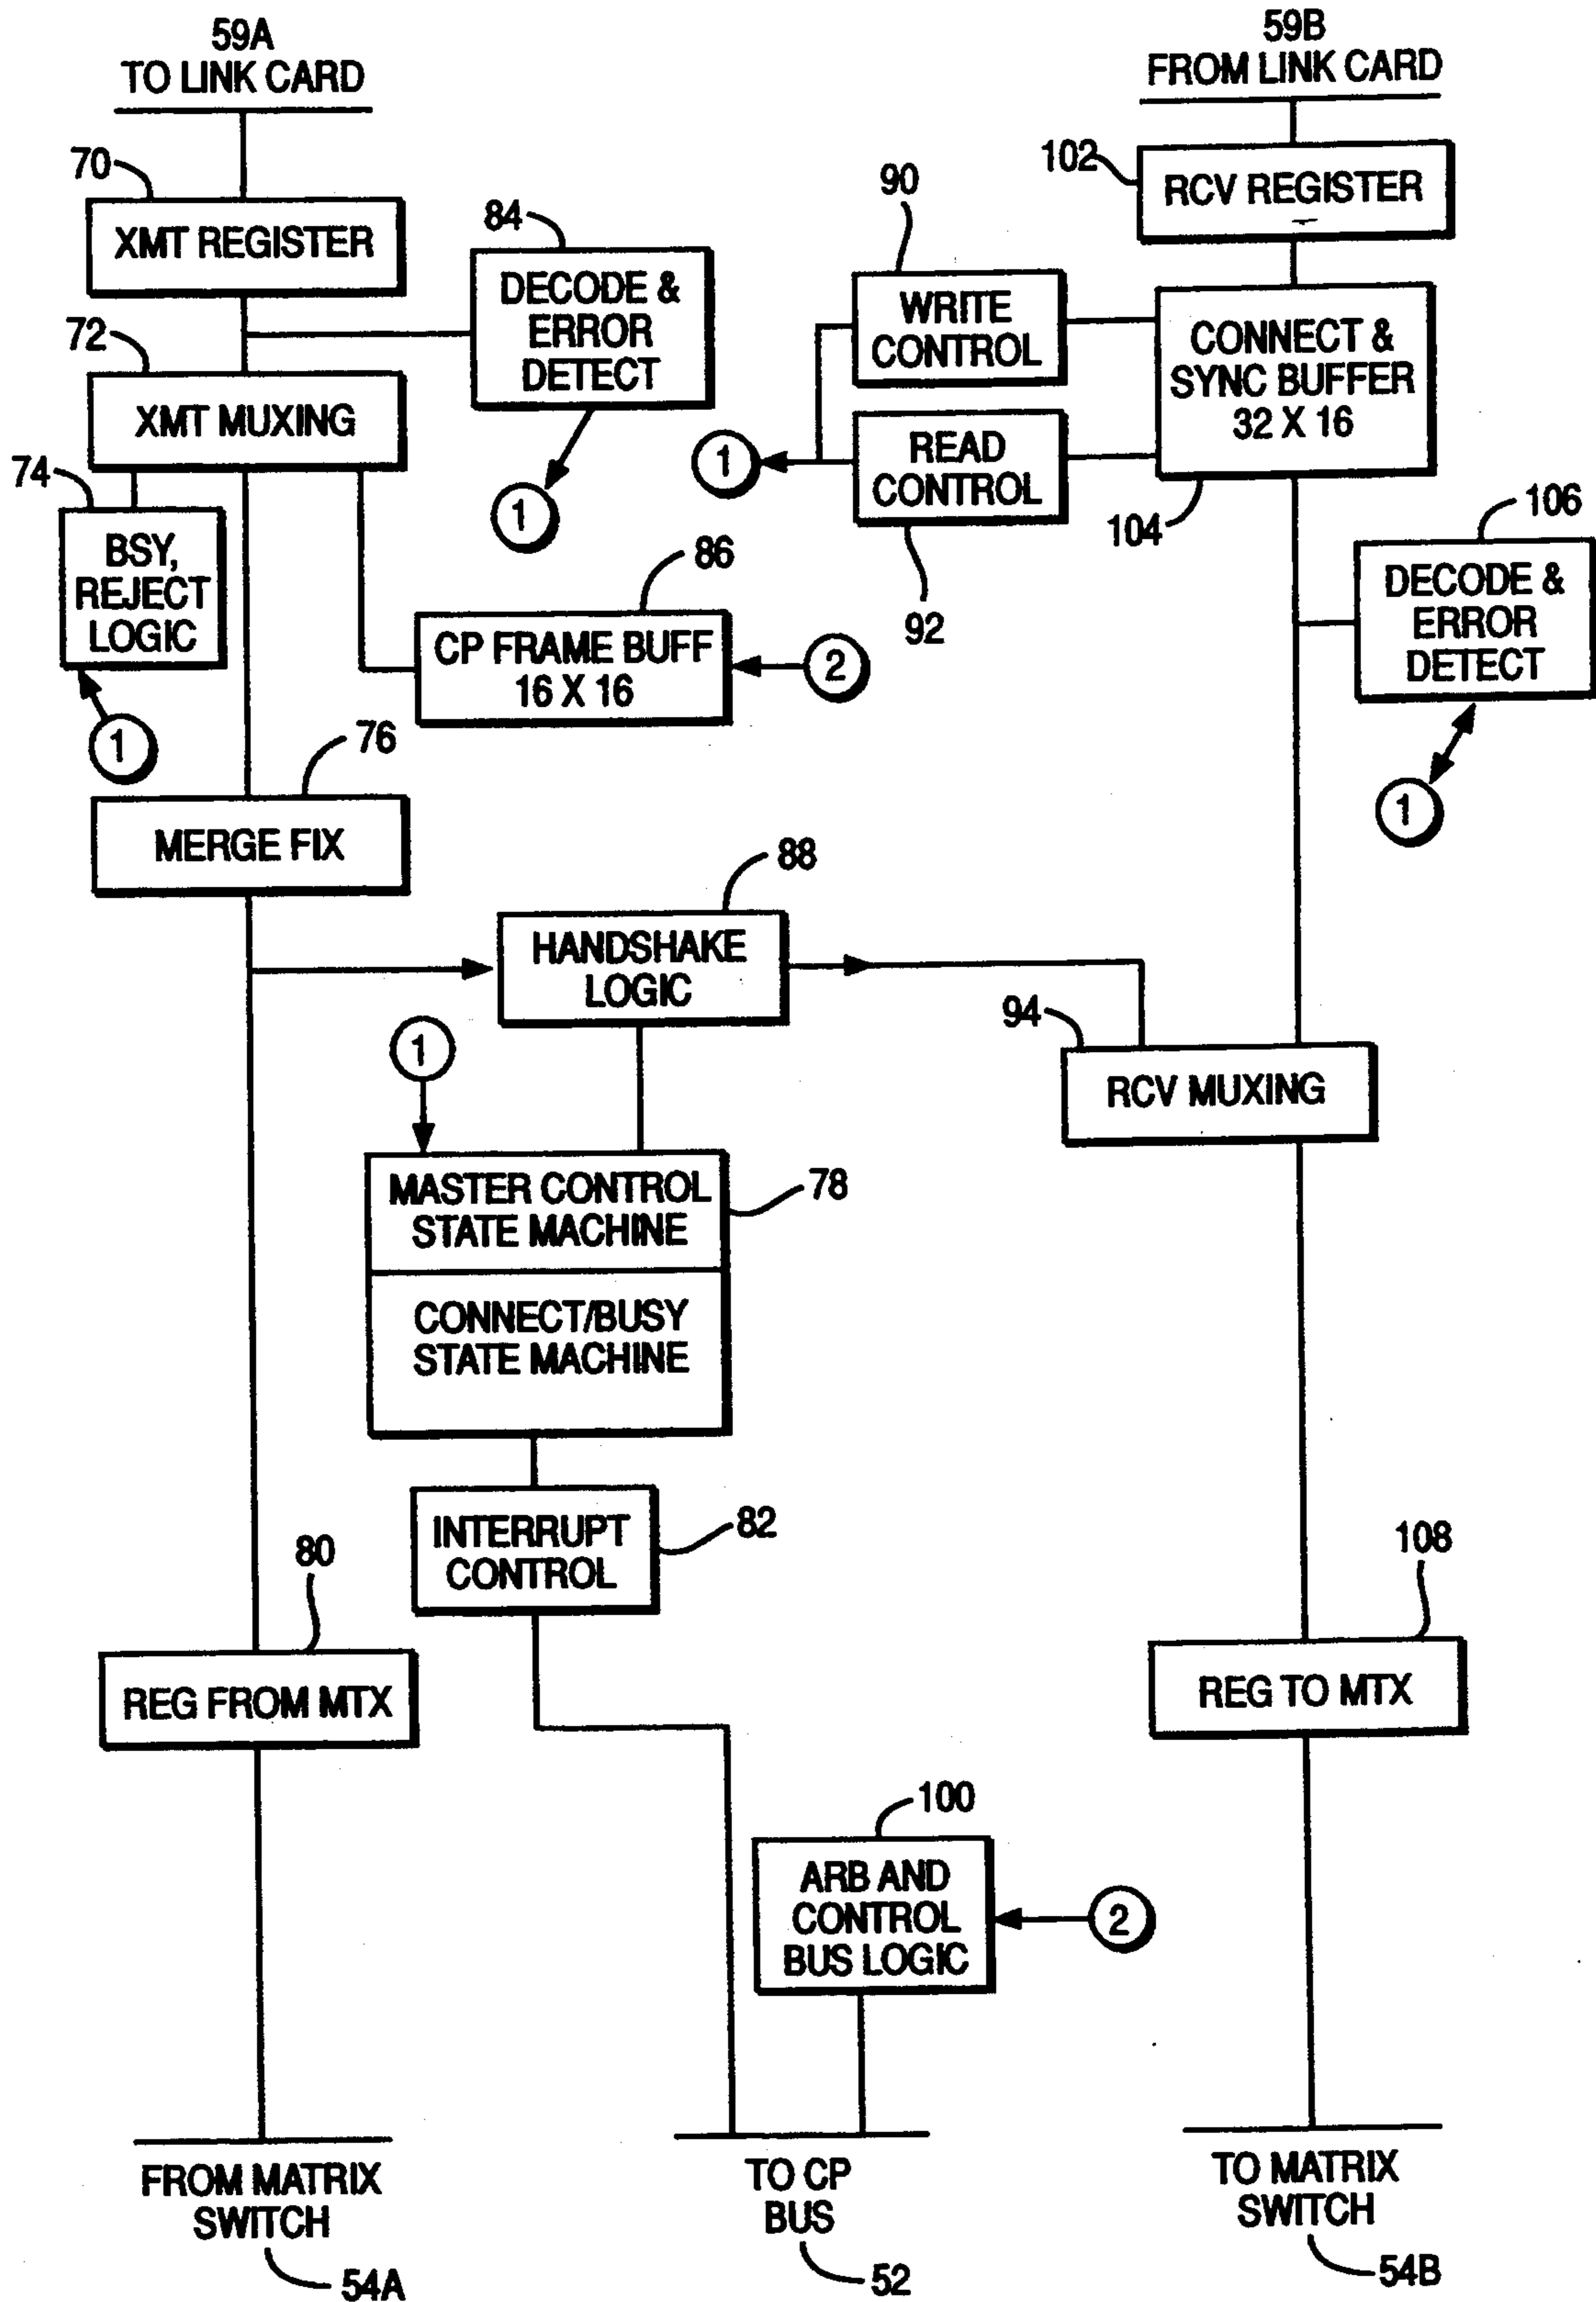 59A
TO LINK CARD
59B
FROM LINK CARD
70
XMT REGISTER
84
DECODE &
ERROR
DETECT
1
72
XMT MUXING
74
BSY,
REJECT
LOGIC
1
86
CP FRAME BUFF
16 X 16
2
76
MERGE FIX
102
RCV REGISTER
90
WRITE
CONTROL
1
READ
CONTROL
92
CONNECT &
SYNC BUFFER
32 X 16
104
106
DECODE &
ERROR
DETECT
1
88
HANDSHAKE
LOGIC
94
RCV MUXING
1
MASTER CONTROL
STATE MACHINE
78
CONNECT/BUSY
STATE MACHINE
INTERRUPT
CONTROL
82
80
REG FROM MTX
108
REG TO MTX
100
ARB AND
CONTROL
BUS LOGIC
2
FROM MATRIX
SWITCH
54A
TO CP
BUS
52
TO MATRIX
SWITCH
54B